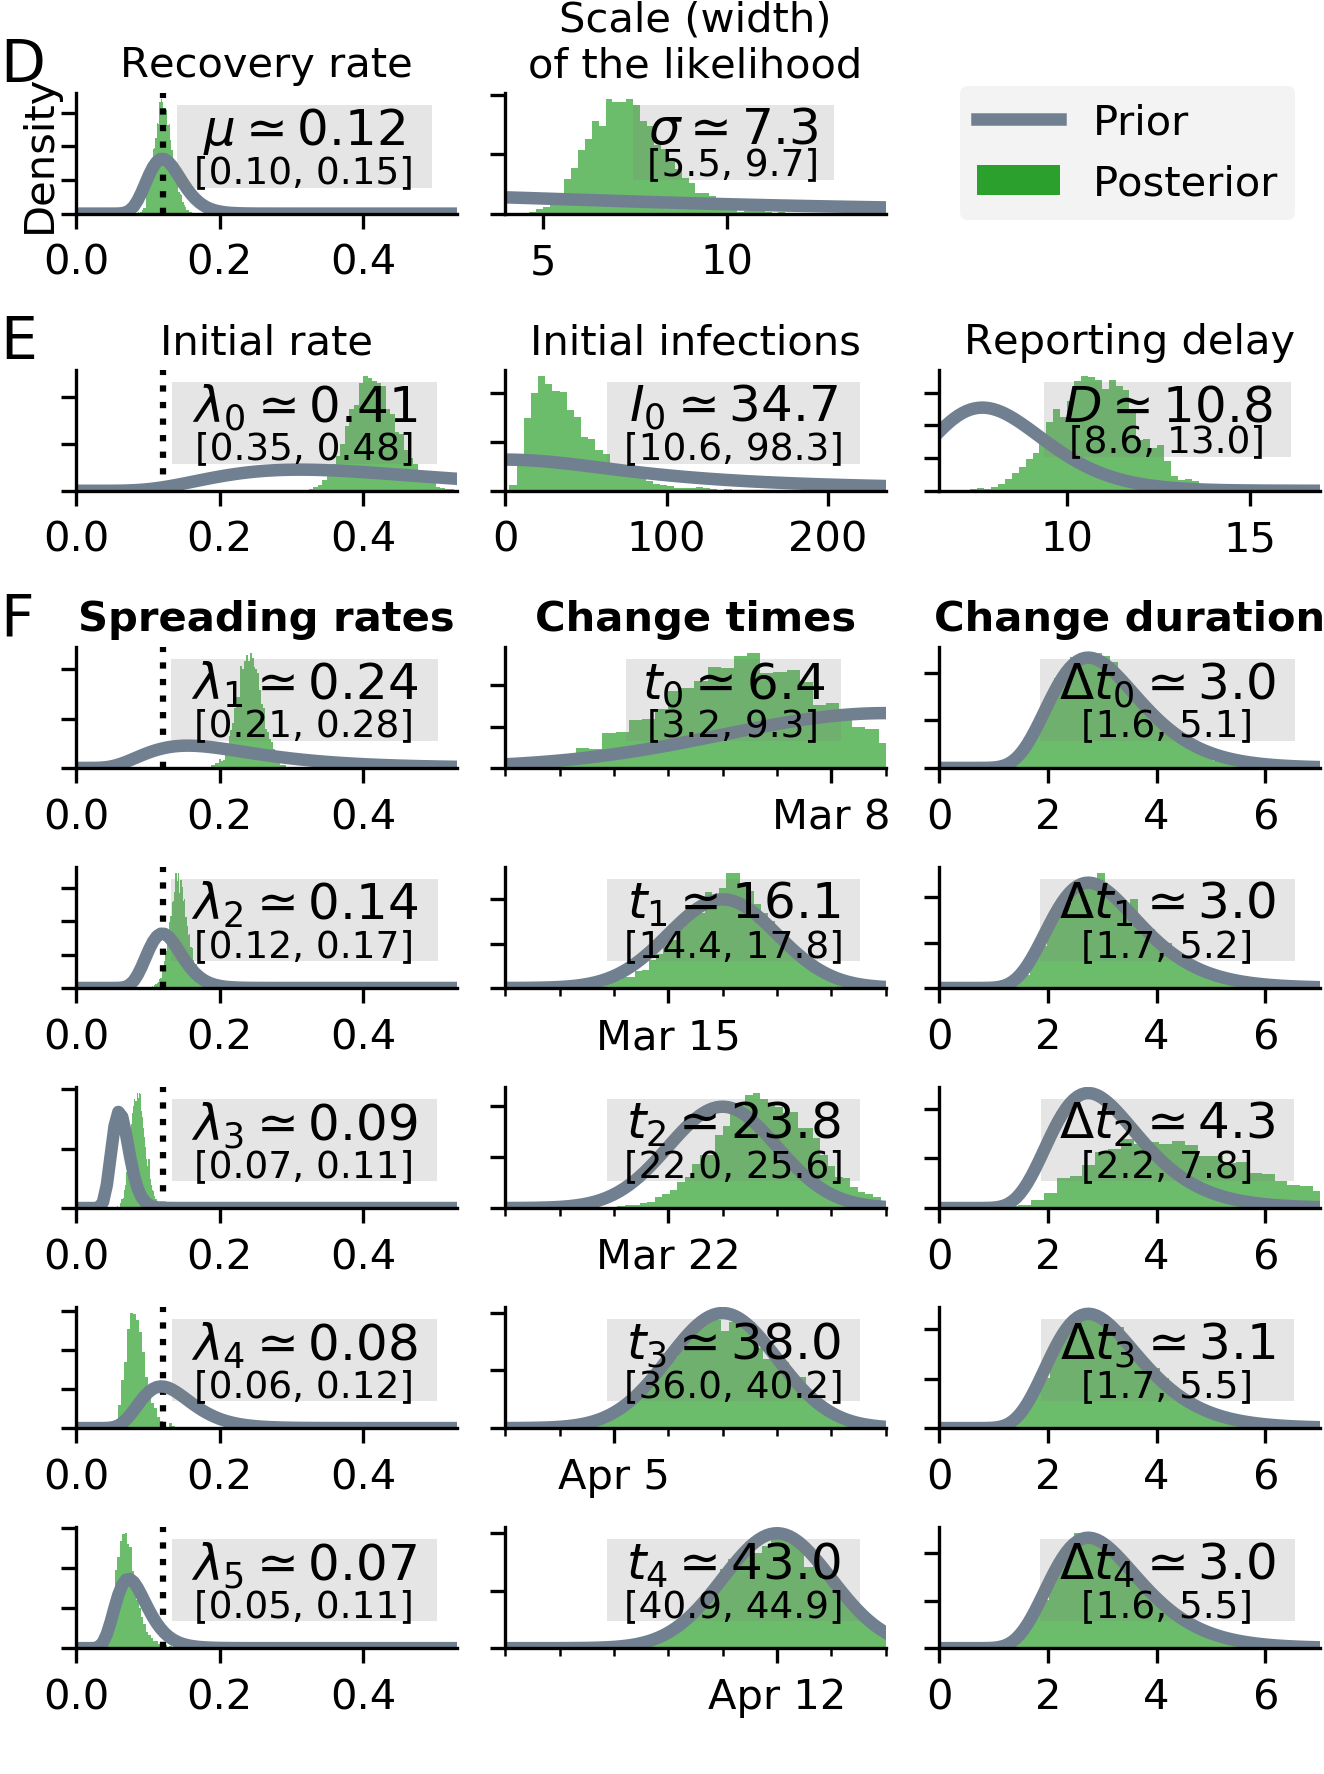 D
Recovery rate
Scale (width)
of the likelihood
Density
μ ≃ 0.12
[0.10, 0.15]
0.0 0.2 0.4
σ ≃ 7.3
[5.5, 9.7]
5 10
Prior
Posterior
E
Initial rate
λ0 ≃ 0.41
[0.35, 0.48]
0.0 0.2 0.4
Initial infections
I0 ≃ 34.7
[10.6, 98.3]
0 100 200
Reporting delay
D ≃ 10.8
[8.6, 13.0]
10 15
F
Spreading rates
Change times
Change duration
λ1 ≃ 0.24
[0.21, 0.28]
0.0 0.2 0.4
t0 ≃ 6.4
[3.2, 9.3]
Mar 8
Δt0 ≃ 3.0
[1.6, 5.1]
0 2 4 6
λ2 ≃ 0.14
[0.12, 0.17]
0.0 0.2 0.4
t1 ≃ 16.1
[14.4, 17.8]
Mar 15
Δt1 ≃ 3.0
[1.7, 5.2]
0 2 4 6
λ3 ≃ 0.09
[0.07, 0.11]
0.0 0.2 0.4
t2 ≃ 23.8
[22.0, 25.6]
Mar 22
Δt2 ≃ 4.3
[2.2, 7.8]
0 2 4 6
λ4 ≃ 0.08
[0.06, 0.12]
0.0 0.2 0.4
t3 ≃ 38.0
[36.0, 40.2]
Apr 5
Δt3 ≃ 3.1
[1.7, 5.5]
0 2 4 6
λ5 ≃ 0.07
[0.05, 0.11]
0.0 0.2 0.4
t4 ≃ 43.0
[40.9, 44.9]
Apr 12
Δt4 ≃ 3.0
[1.6, 5.5]
0 2 4 6